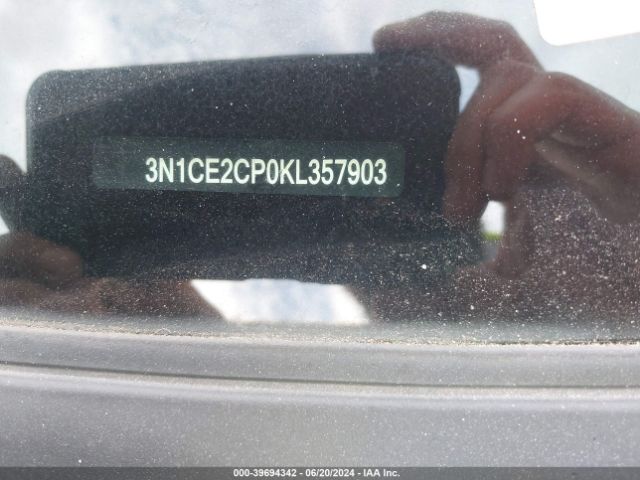 3N1CE2CP0KL357903
000-39694342 / 06/20/2024 - IAA Inc.